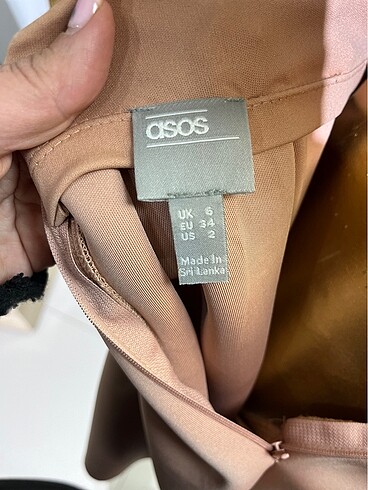 asos
UK 6
EU 34
US 2
Made In
Sri Lanka